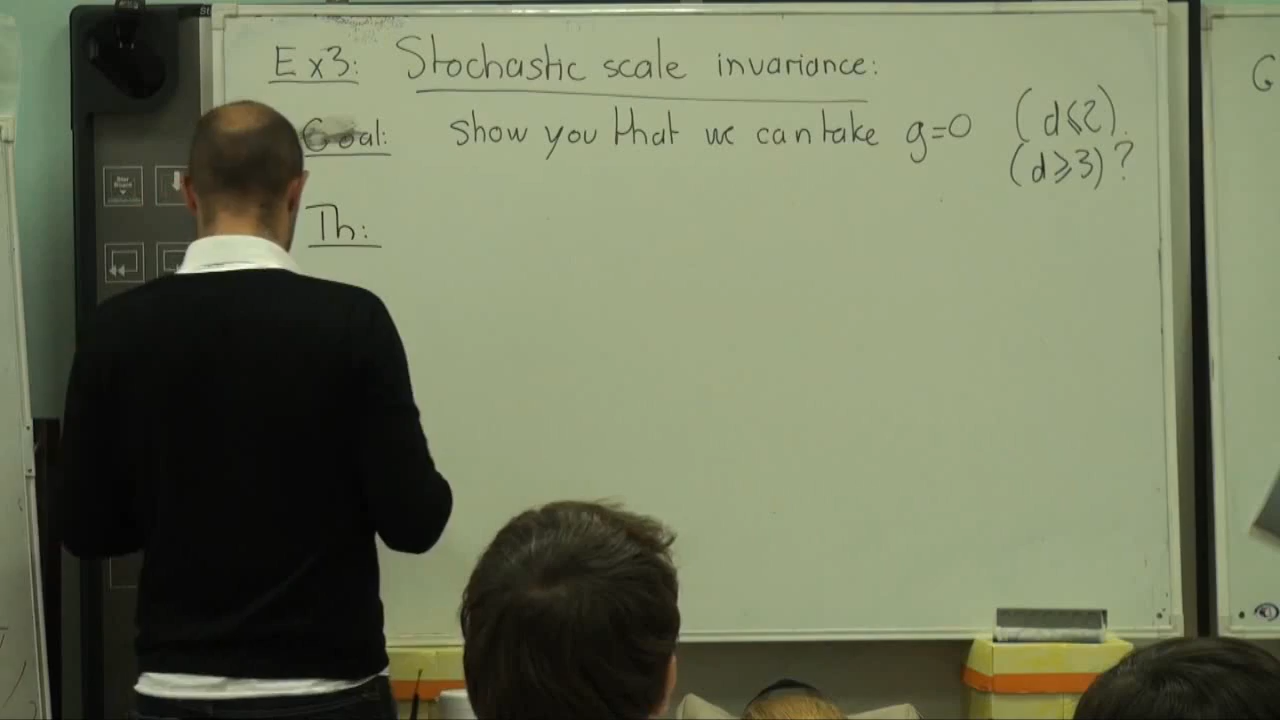 Ex3: Stochastic scale invariance:
Goal: show you that we can take g=0 (d⩽2).
(d⩾3)?
Th:
G